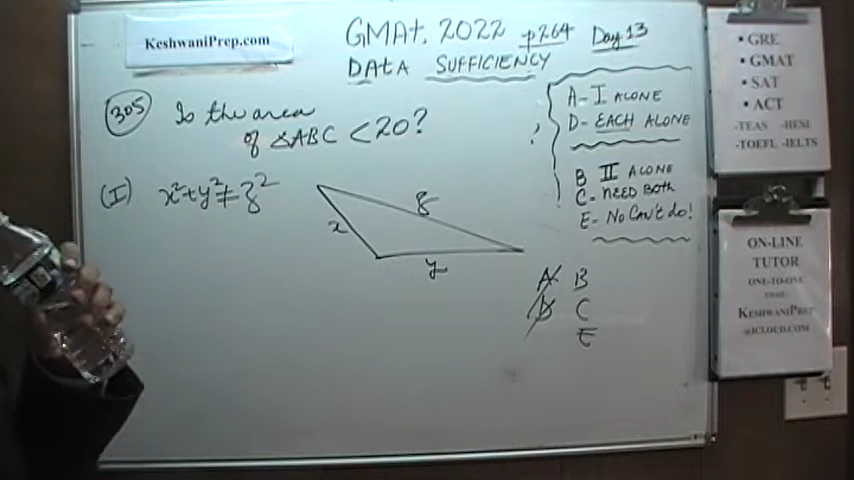 KESHWANIPREP.COM
GMAt. 2022 p264 Day 13
DAtA SUFFICIENCY
305 Is the area
of △ABC < 20?
(I) x²+y² ≠ z²
x
z
y
A- I ALONE
D- EACH ALONE
B II ALONE
C- NEED BOTH
E- No CAN't do!
A B
D C
E
▪ GRE
▪ GMAT
▪ SAT
▪ ACT
-TEAS -HESI
-TOEFL -IELTS
ON-LINE
TUTOR
ONE-TO-ONE
KESHWANIPREP
@ICLOUD.COM